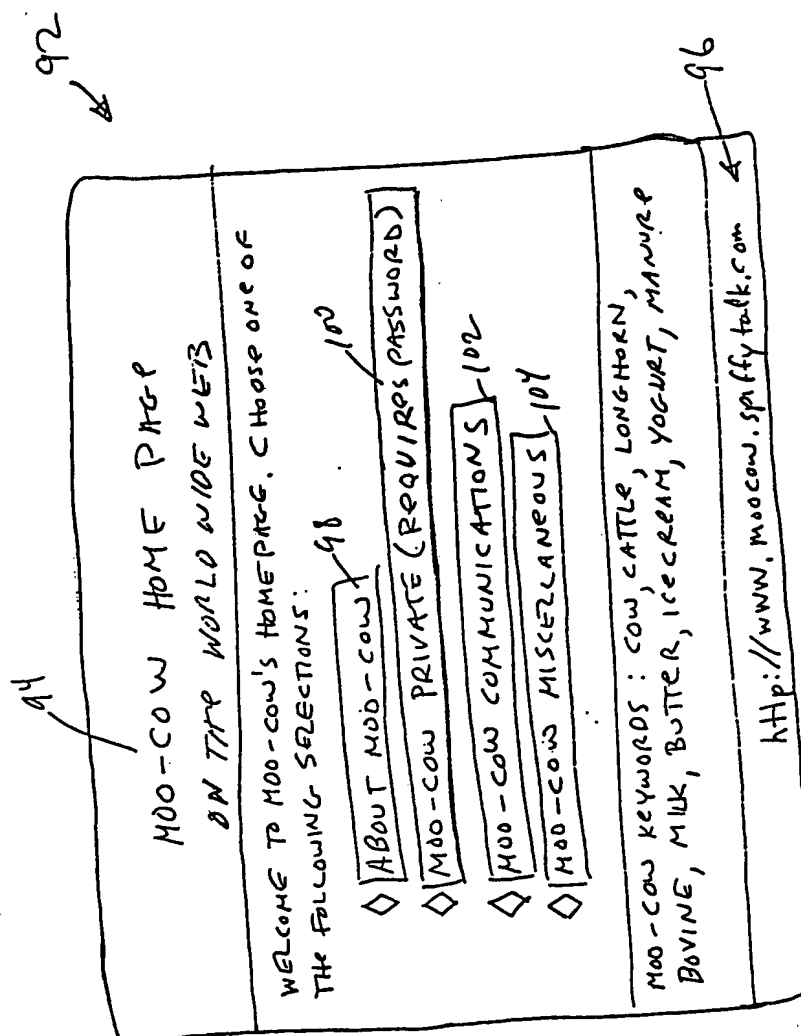 92
94
MOO-COW HOME PAGE
ON THE WORLD WIDE WEB
WELCOME TO MOO-COW'S HOMEPAGE. CHOOSE ONE OF
THE FOLLOWING SELECTIONS:
ABOUT MOO-COW 98
MOO-COW PRIVATE (REQUIRES PASSWORD) 100
MOO-COW COMMUNICATIONS 102
MOO-COW MISCELLANEOUS 104
MOO-COW KEYWORDS: COW, CATTLE, LONGHORN,
BOVINE, MILK, BUTTER, ICECREAM, YOGURT, MANURE
http://www.moocow.spiffytalk.com
96